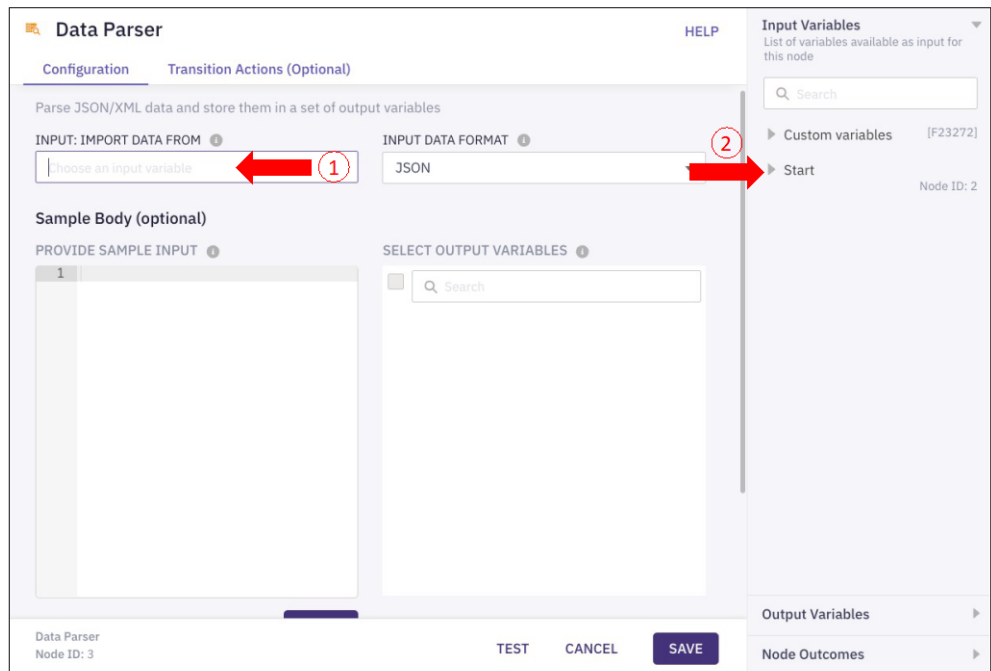 Data Parser
HELP
Configuration
Transition Actions (Optional)
Parse JSON/XML data and store them in a set of output variables
INPUT: IMPORT DATA FROM
Choose an input variable
1
INPUT DATA FORMAT
JSON
Sample Body (optional)
PROVIDE SAMPLE INPUT
1
SELECT OUTPUT VARIABLES
Search
Data Parser
Node ID: 3
TEST
CANCEL
SAVE
Input Variables
List of variables available as input for
this node
Search
Custom variables
[F23272]
2
Start
Node ID: 2
Output Variables
Node Outcomes